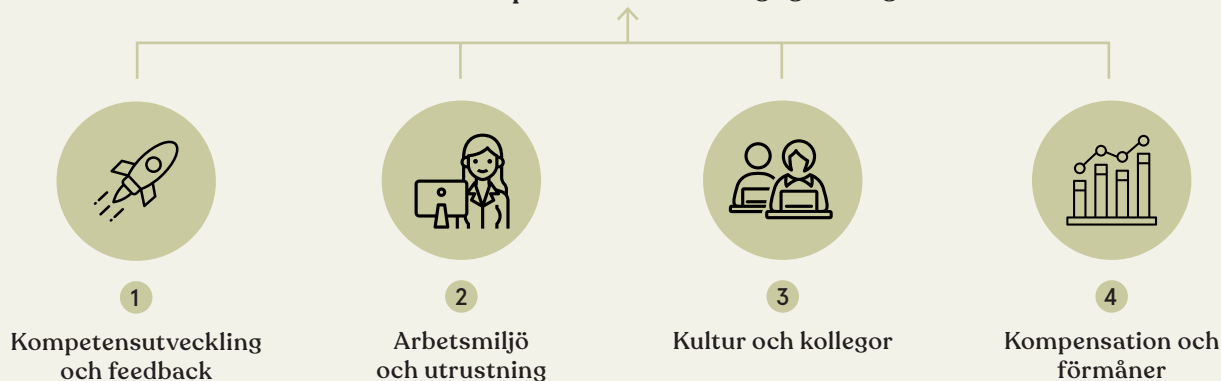 1
2
3
4
Kompetensutveckling
och feedback
Arbetsmiljö
och utrustning
Kultur och kollegor
Kompensation och
förmåner